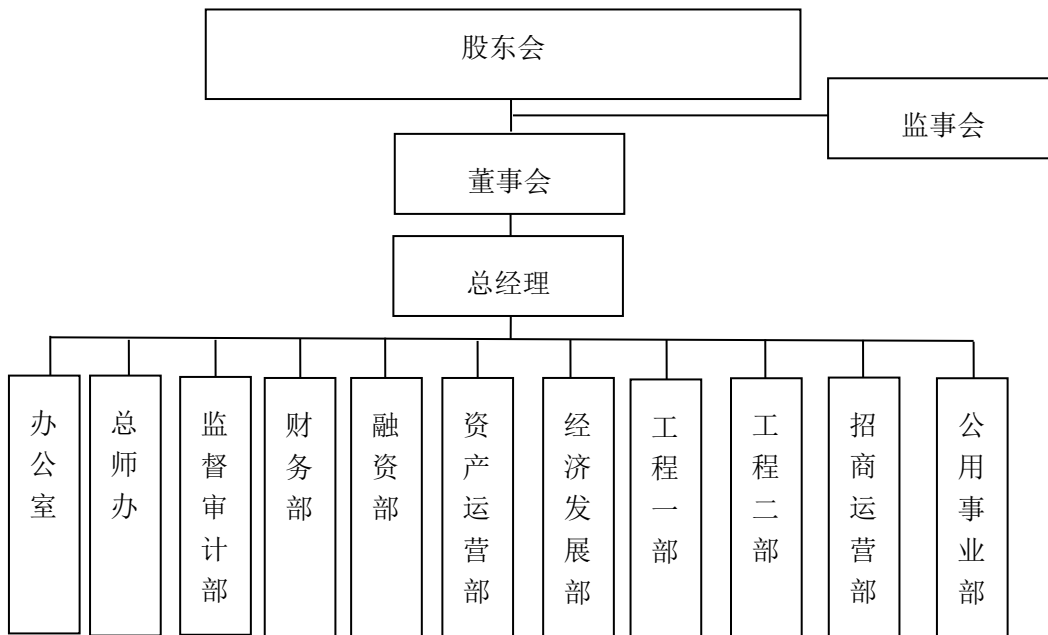 股东会
监事会
董事会
总经理
办公室
总师办
监督审计部
财务部
融资部
资产运营部
经济发展部
工程一部
工程二部
招商运营部
公用事业部